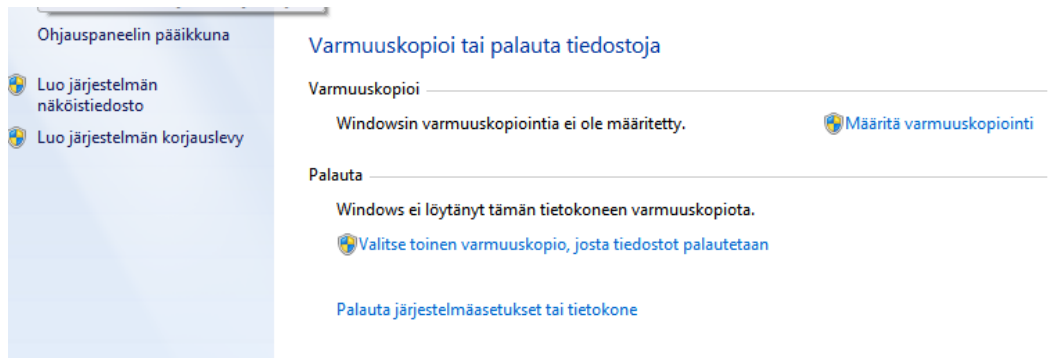 Ohjauspaneelin pääikkuna
Luo järjestelmän
näköistiedosto
Luo järjestelmän korjauslevy
Varmuuskopioi tai palauta tiedostoja
Varmuuskopioi
Windowsin varmuuskopiointia ei ole määritetty.
Määritä varmuuskopiointi
Palauta
Windows ei löytänyt tämän tietokoneen varmuuskopiota.
Valitse toinen varmuuskopio, josta tiedostot palautetaan
Palauta järjestelmäasetukset tai tietokone